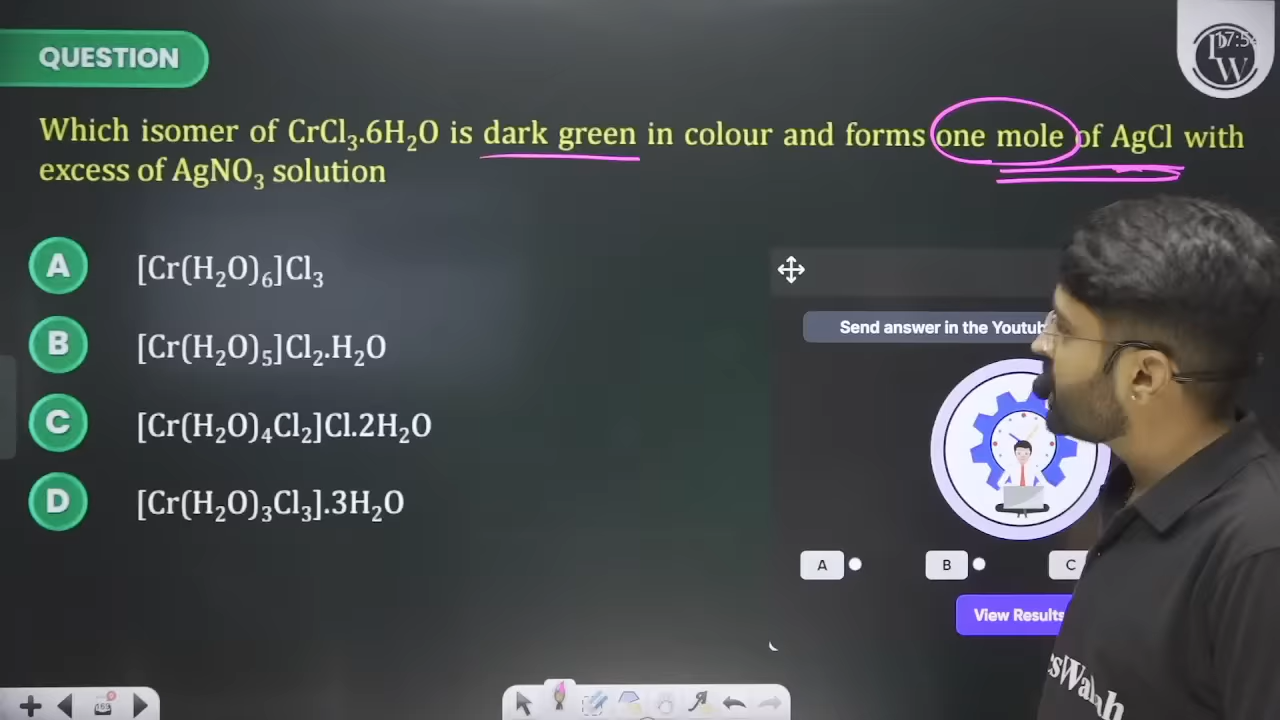 QUESTION
Which isomer of CrCl₃.6H₂O is dark green in colour and forms one mole of AgCl with
excess of AgNO₃ solution
A [Cr(H₂O)₆]Cl₃
B [Cr(H₂O)₅]Cl₂.H₂O
C [Cr(H₂O)₄Cl₂]Cl.2H₂O
D [Cr(H₂O)₃Cl₃].3H₂O
Send answer in the
A B C
View Results